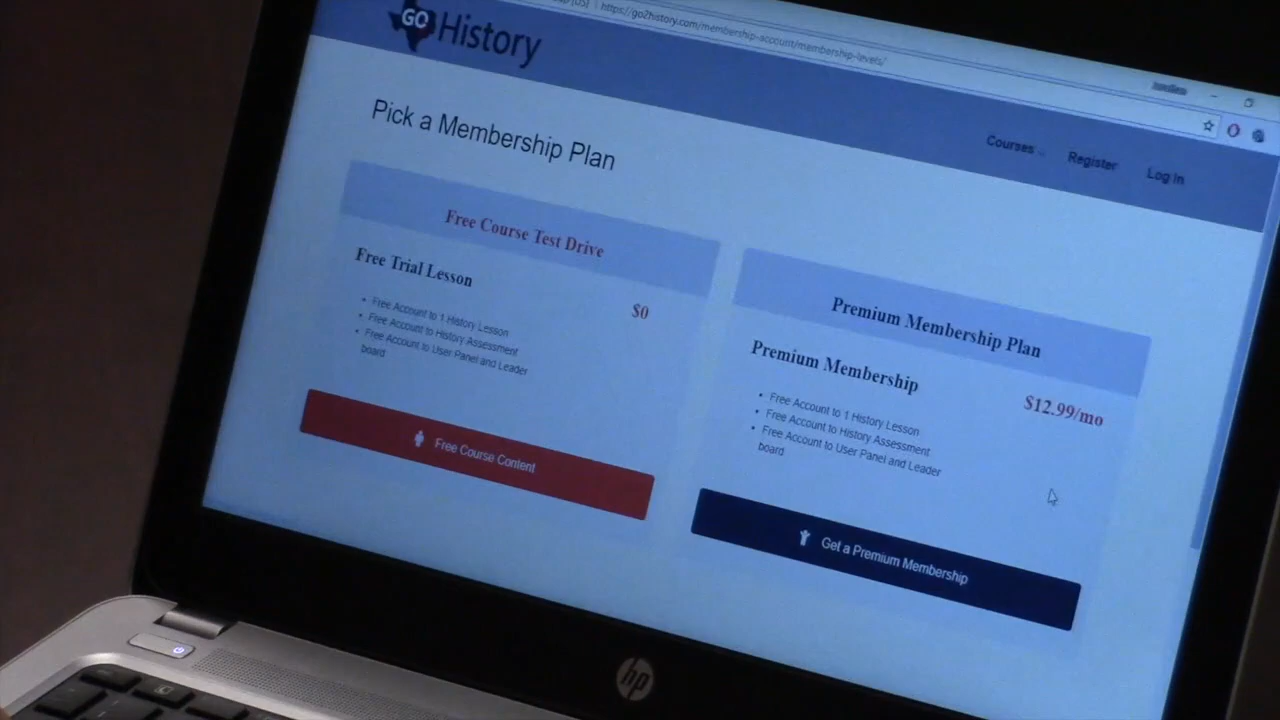 https://go2history.com/membership-account/membership-levels/
GO History
Courses Register Log In
Pick a Membership Plan
Free Course Test Drive
Free Trial Lesson
$0
• Free Account to 1 History Lesson
• Free Account to History Assessment
• Free Account to User Panel and Leader
board
Free Course Content
Premium Membership Plan
Premium Membership
$12.99/mo
• Free Account to 1 History Lesson
• Free Account to History Assessment
• Free Account to User Panel and Leader
board
Get a Premium Membership
hp